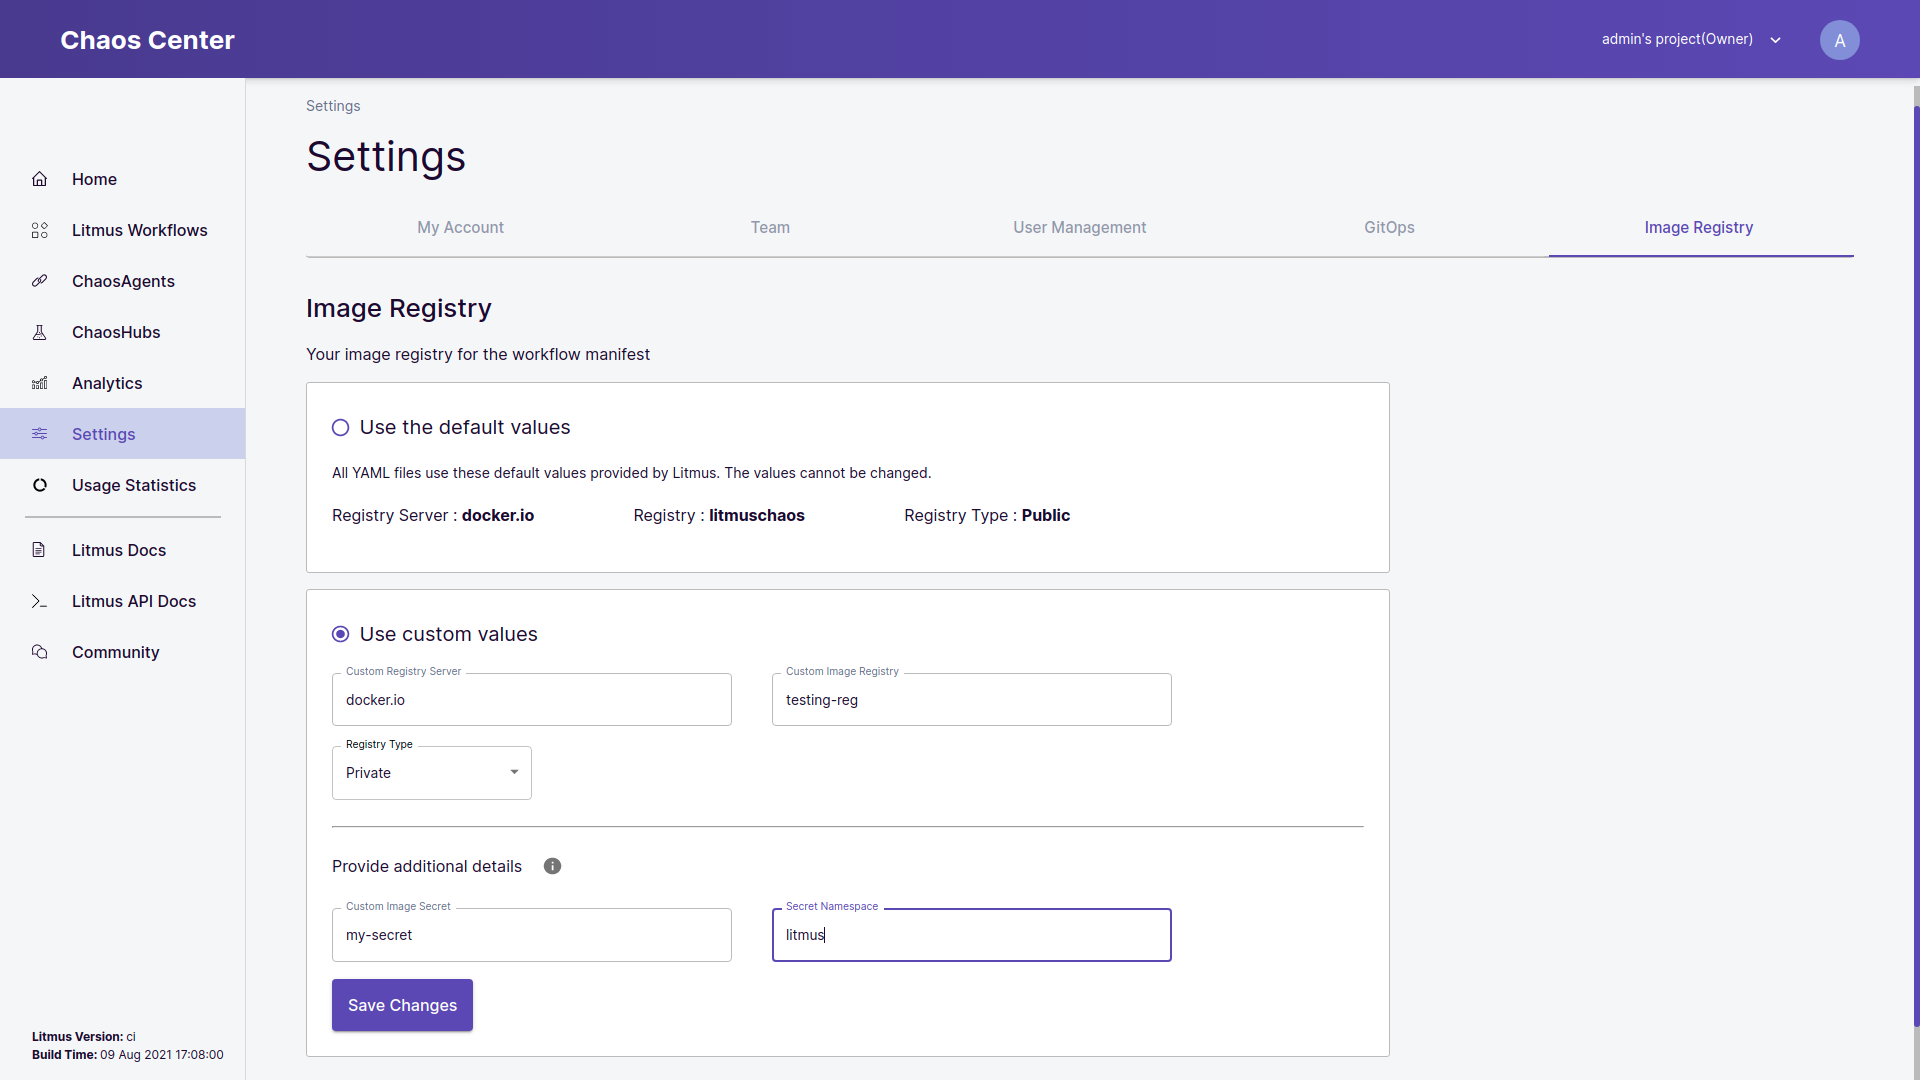 Chaos Center
admin's project(Owner)
A
Home
Litmus Workflows
ChaosAgents
ChaosHubs
Analytics
Settings
Usage Statistics
Litmus Docs
Litmus API Docs
Community
Litmus Version: ci
Build Time: 09 Aug 2021 17:08:00
Settings
Settings
My Account Team User Management GitOps Image Registry
Image Registry
Your image registry for the workflow manifest
Use the default values
All YAML files use these default values provided by Litmus. The values cannot be changed.
Registry Server : docker.io Registry : litmuschaos Registry Type : Public
Use custom values
Custom Registry Server Custom Image Registry
docker.io testing-reg
Registry Type
Private
Provide additional details
Custom Image Secret Secret Namespace
my-secret litmus
Save Changes